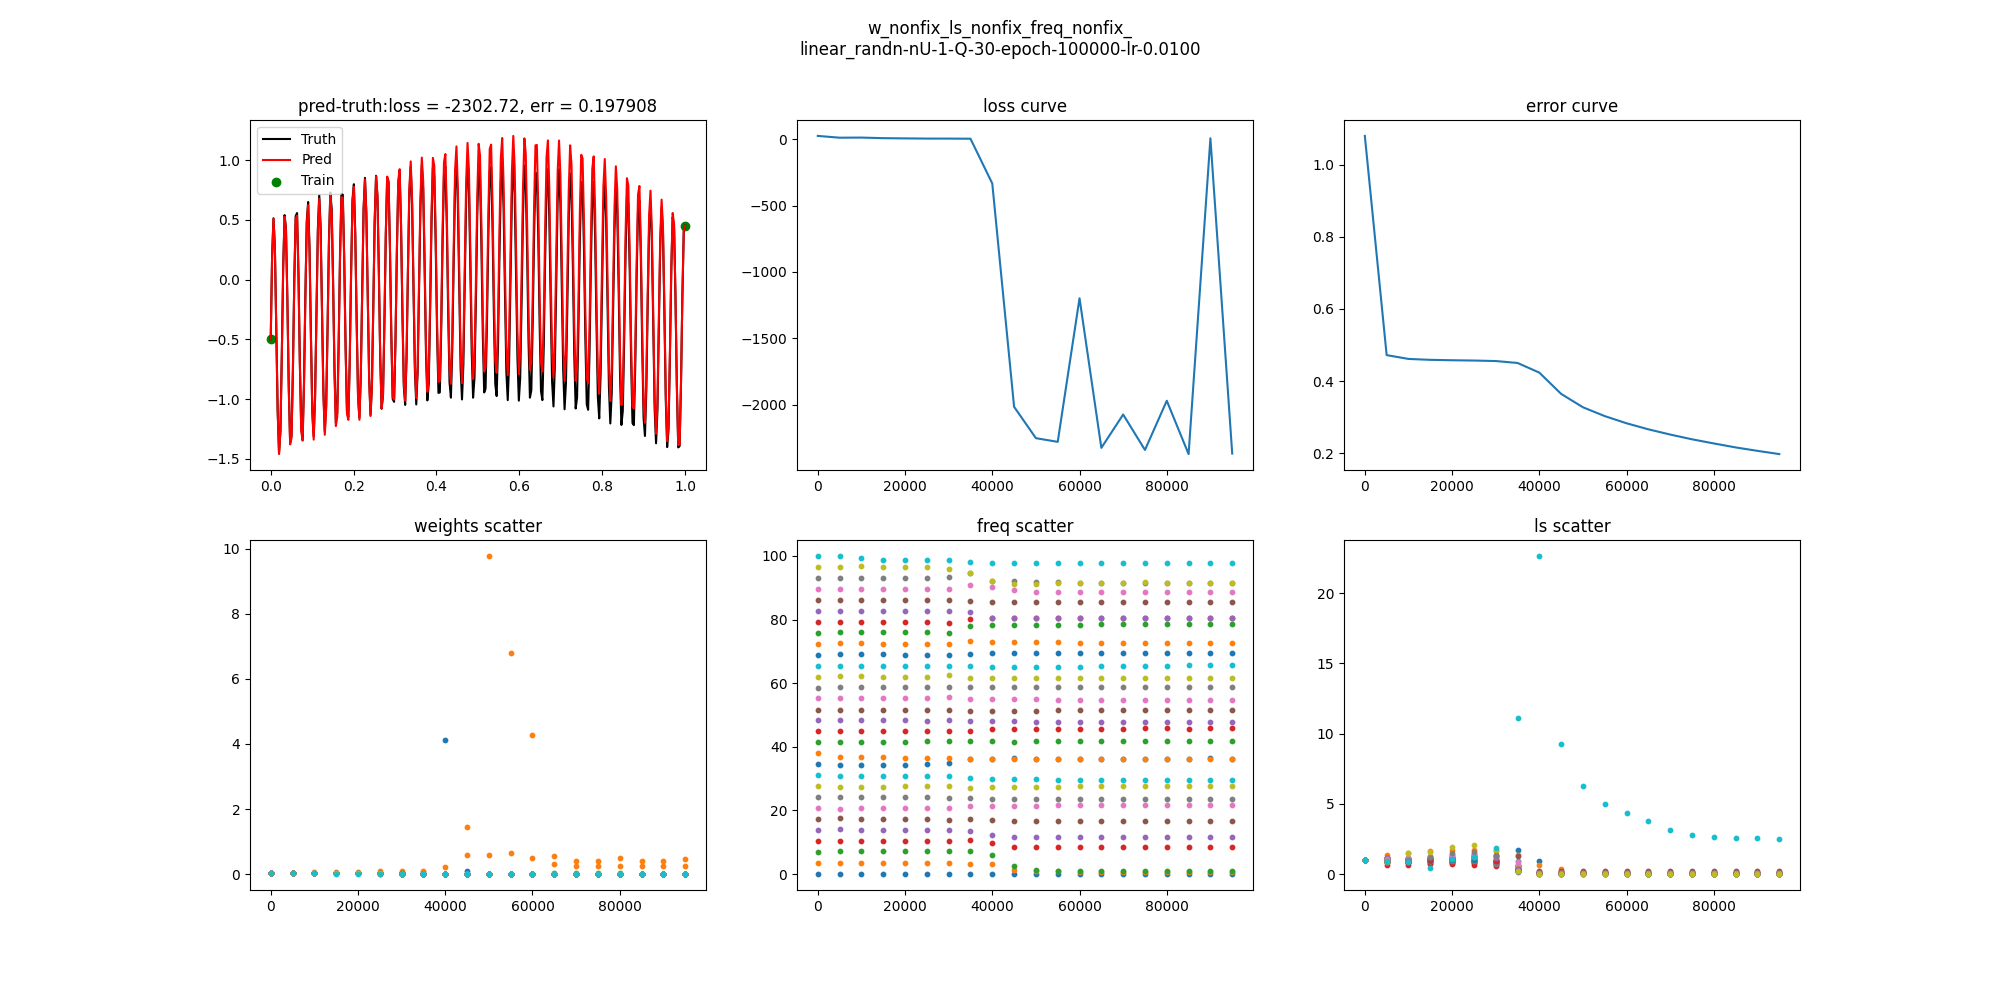 w_nonfix_ls_nonfix_freq_nonfix_
linear_randn-nU-1-Q-30-epoch-100000-lr-0.0100
pred-truth:loss = -2302.72, err = 0.197908
Truth
Pred
Train
1.0
0.5
0.0
−0.5
−1.0
−1.5
0.0 0.2 0.4 0.6 0.8 1.0
loss curve
0
−500
−1000
−1500
−2000
0 20000 40000 60000 80000
error curve
1.0
0.8
0.6
0.4
0.2
0 20000 40000 60000 80000
weights scatter
10
8
6
4
2
0
0 20000 40000 60000 80000
freq scatter
100
80
60
40
20
0
0 20000 40000 60000 80000
ls scatter
20
15
10
5
0
0 20000 40000 60000 80000